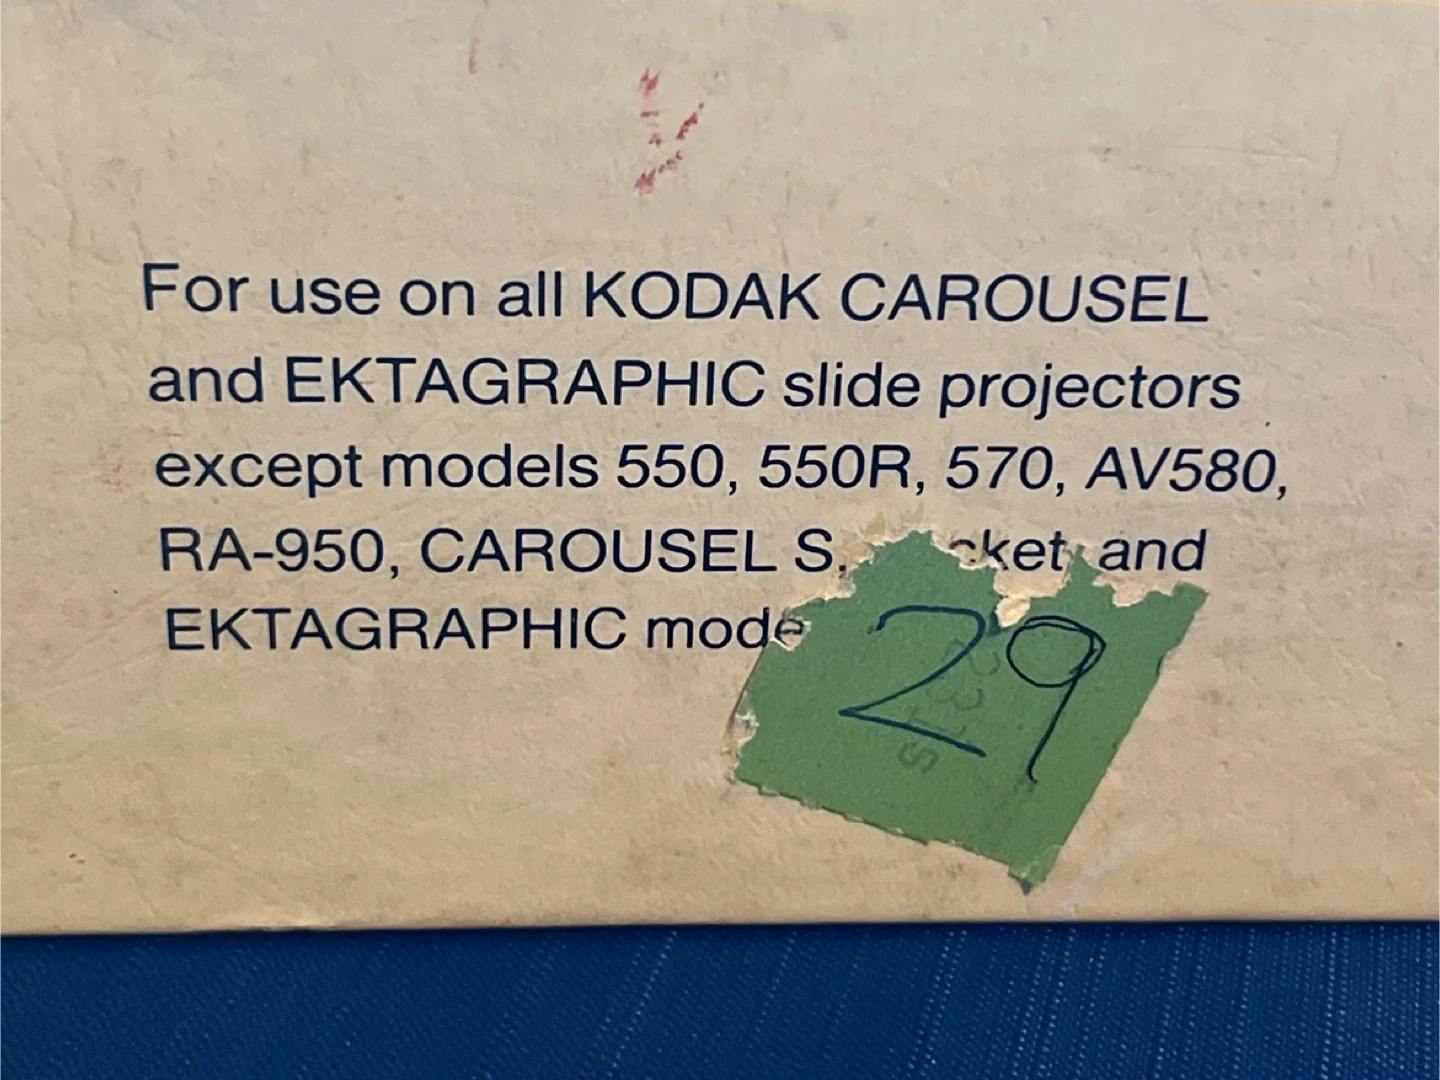 For use on all KODAK CAROUSEL
and EKTAGRAPHIC slide projectors
except models 550, 550R, 570, AV580,
RA-950, CAROUSEL S, and
EKTAGRAPHIC
29